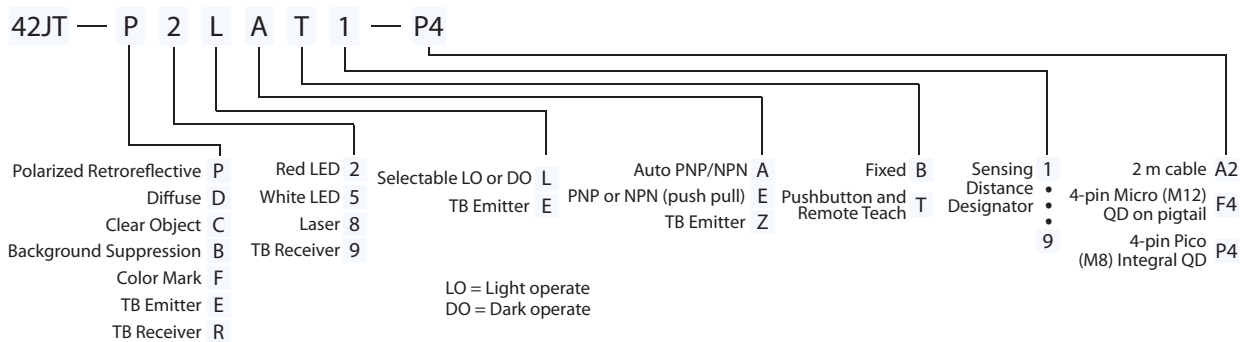 42JT — P 2 L A T 1 — P4
Polarized Retroreflective P
Diffuse D
Clear Object C
Background Suppression B
Color Mark F
TB Emitter E
TB Receiver R
Red LED 2
White LED 5
Laser 8
TB Receiver 9
Selectable LO or DO L
TB Emitter E
LO = Light operate
DO = Dark operate
Auto PNP/NPN A
PNP or NPN (push pull) E
TB Emitter Z
Fixed B
Pushbutton and
Remote Teach T
Sensing 1
Distance •
Designator •
•
9
2 m cable A2
4-pin Micro (M12)
QD on pigtail F4
4-pin Pico
(M8) Integral QD P4